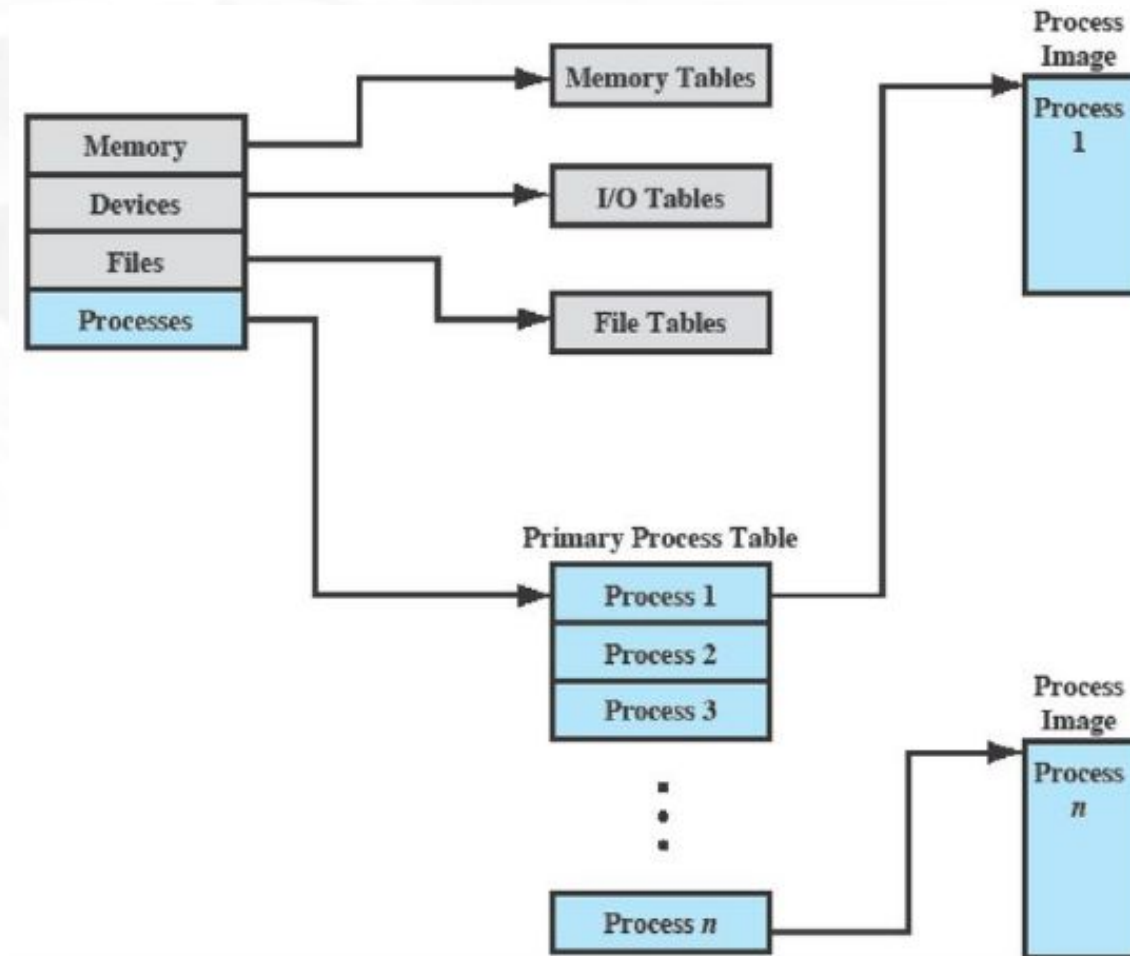 Memory
Devices
Files
Processes
Memory Tables
I/O Tables
File Tables
Primary Process Table
Process 1
Process 2
Process 3
Process n
Process
Image
Process
1
Process
Image
Process
n